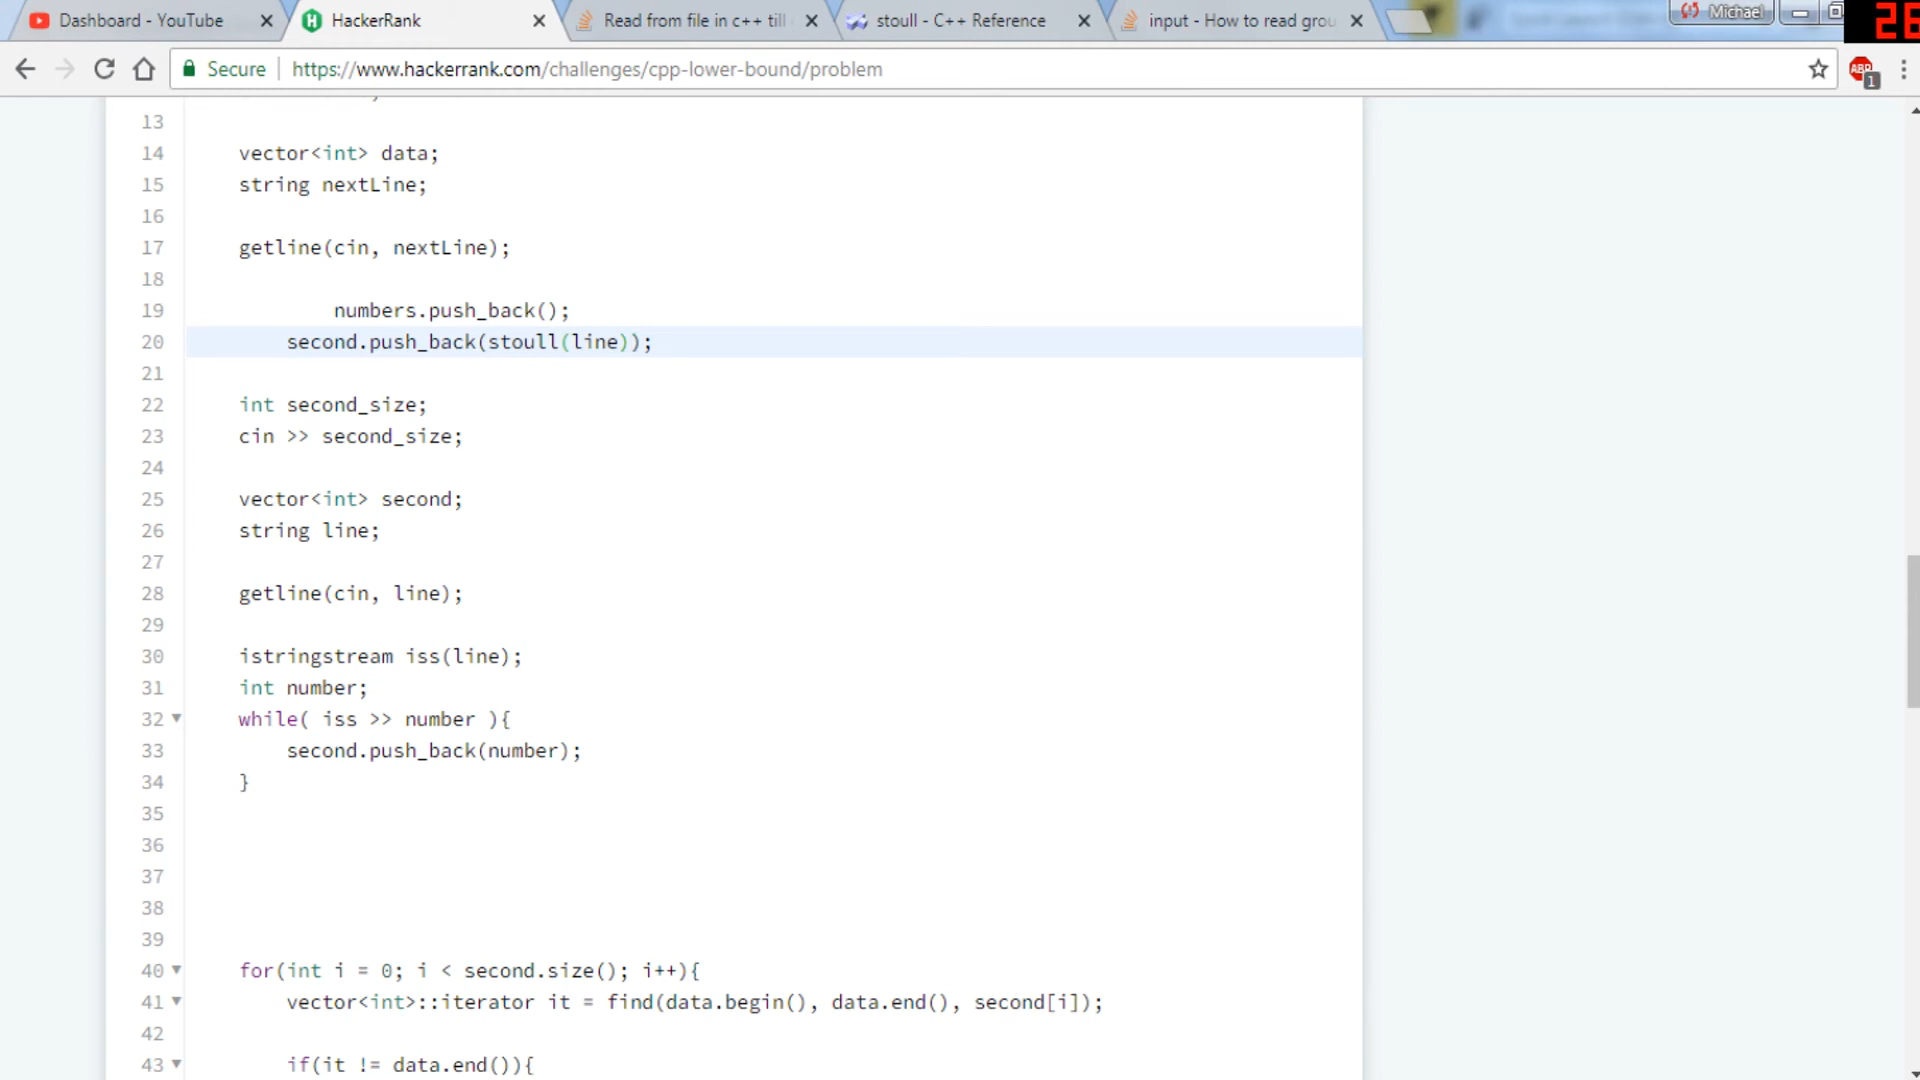 Dashboard - YouTube
HackerRank
Read from file in c++ till
stoull - C++ Reference
input - How to read grou
Michael
26
Secure
https://www.hackerrank.com/challenges/cpp-lower-bound/problem
ABP
1
13
14 vector<int> data;
15 string nextLine;
16
17 getline(cin, nextLine);
18
19 numbers.push_back();
20 second.push_back(stoull(line));
21
22 int second_size;
23 cin >> second_size;
24
25 vector<int> second;
26 string line;
27
28 getline(cin, line);
29
30 istringstream iss(line);
31 int number;
32 while( iss >> number ){
33 second.push_back(number);
34 }
35
36
37
38
39
40 for(int i = 0; i < second.size(); i++){
41 vector<int>::iterator it = find(data.begin(), data.end(), second[i]);
42
43 if(it != data.end()){